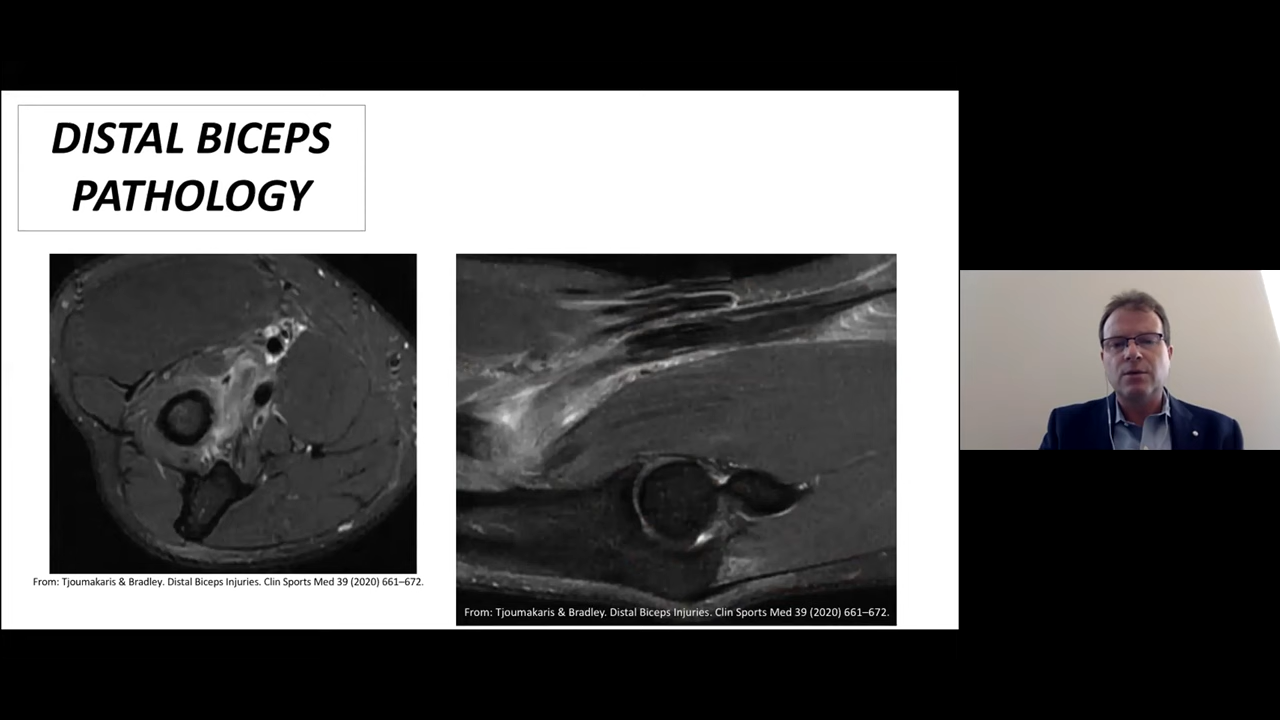 DISTAL BICEPS
PATHOLOGY
From: Tjoumakaris & Bradley. Distal Biceps Injuries. Clin Sports Med 39 (2020) 661–672.
From: Tjoumakaris & Bradley. Distal Biceps Injuries. Clin Sports Med 39 (2020) 661–672.